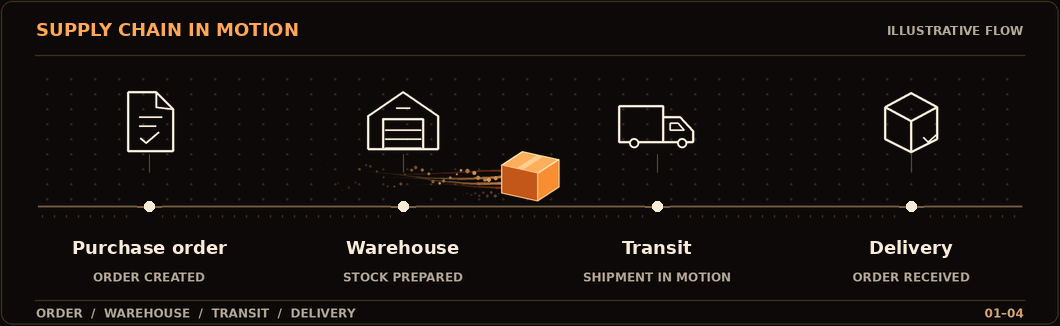 SUPPLY CHAIN IN MOTION
ILLUSTRATIVE FLOW
Purchase order
Warehouse
Transit
Delivery
ORDER CREATED
STOCK PREPARED
SHIPMENT IN MOTION
ORDER RECEIVED
ORDER / WAREHOUSE / TRANSIT / DELIVERY
01–04